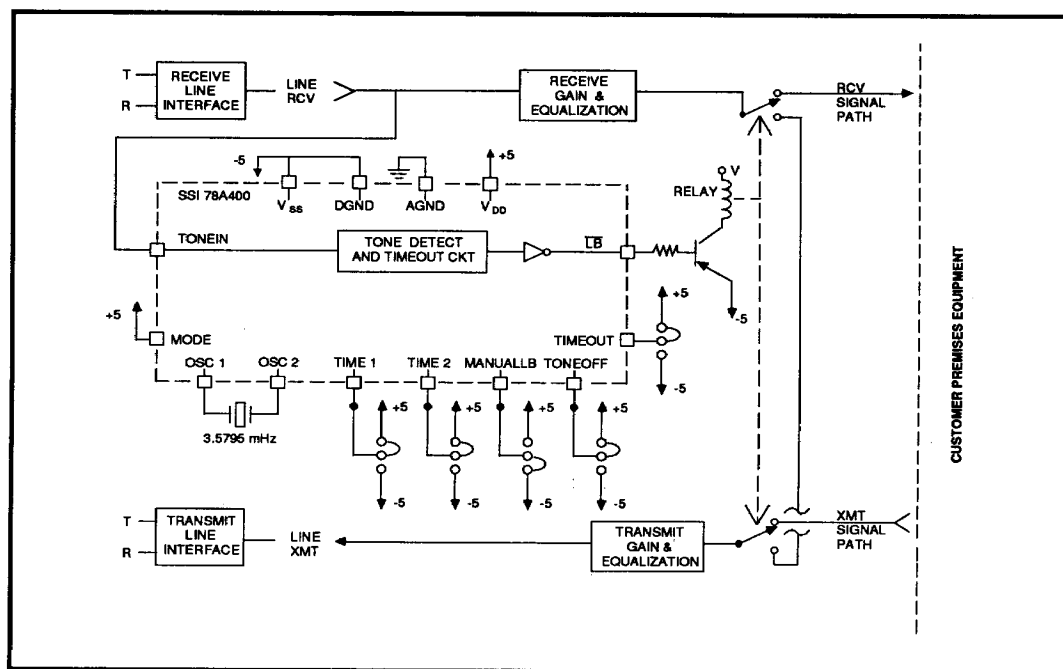 T
R
RECEIVE
LINE
INTERFACE
LINE
RCV
RECEIVE
GAIN &
EQUALIZATION
RCV
SIGNAL
PATH
-5
+5
SSI 78A400
VSS
DGND
AGND
VDD
RELAY
V
TONEIN
TONE DETECT
AND TIMEOUT CKT
LB
-5
+5
MODE
TIMEOUT
+5
-5
OSC 1
OSC 2
TIME 1
TIME 2
MANUALLB
TONEOFF
3.5795 mHz
+5
+5
+5
+5
-5
-5
-5
-5
T
R
TRANSMIT
LINE
INTERFACE
LINE
XMT
TRANSMIT
GAIN &
EQUALIZATION
XMT
SIGNAL
PATH
CUSTOMER PREMISES EQUIPMENT